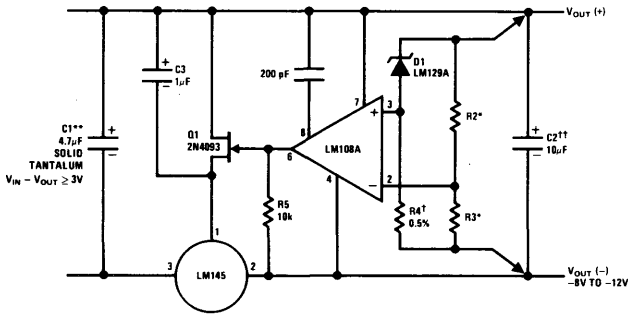 VOUT (+)
D1
LM129A
C3
1μF
+
−
200 pF
7
3
R2*
C1**
4.7μF
SOLID
TANTALUM
VIN − VOUT ≥ 3V
+
−
Q1
2N4093
8
6
LM108A
+
−
C2††
10μF
+
−
4
2
R5
10k
R4†
0.5%
R3*
1
3
LM145
2
VOUT (−)
−8V TO −12V